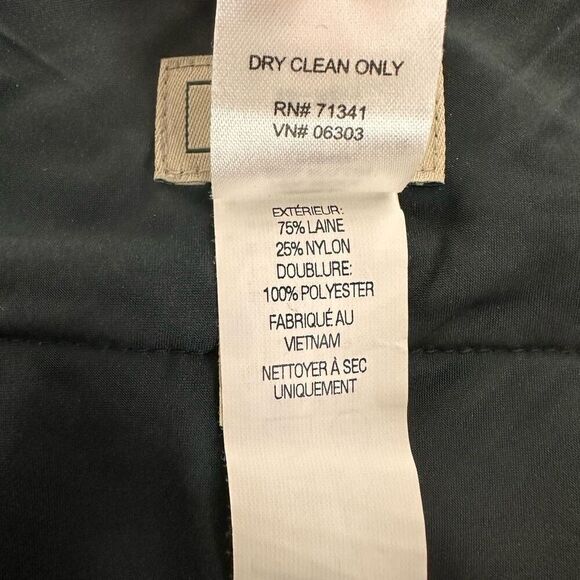 DRY CLEAN ONLY
RN# 71341
VN# 06303
EXTÉRIEUR:
75% LAINE
25% NYLON
DOUBLURE:
100% POLYESTER
FABRIQUÉ AU
VIETNAM
NETTOYER À SEC
UNIQUEMENT